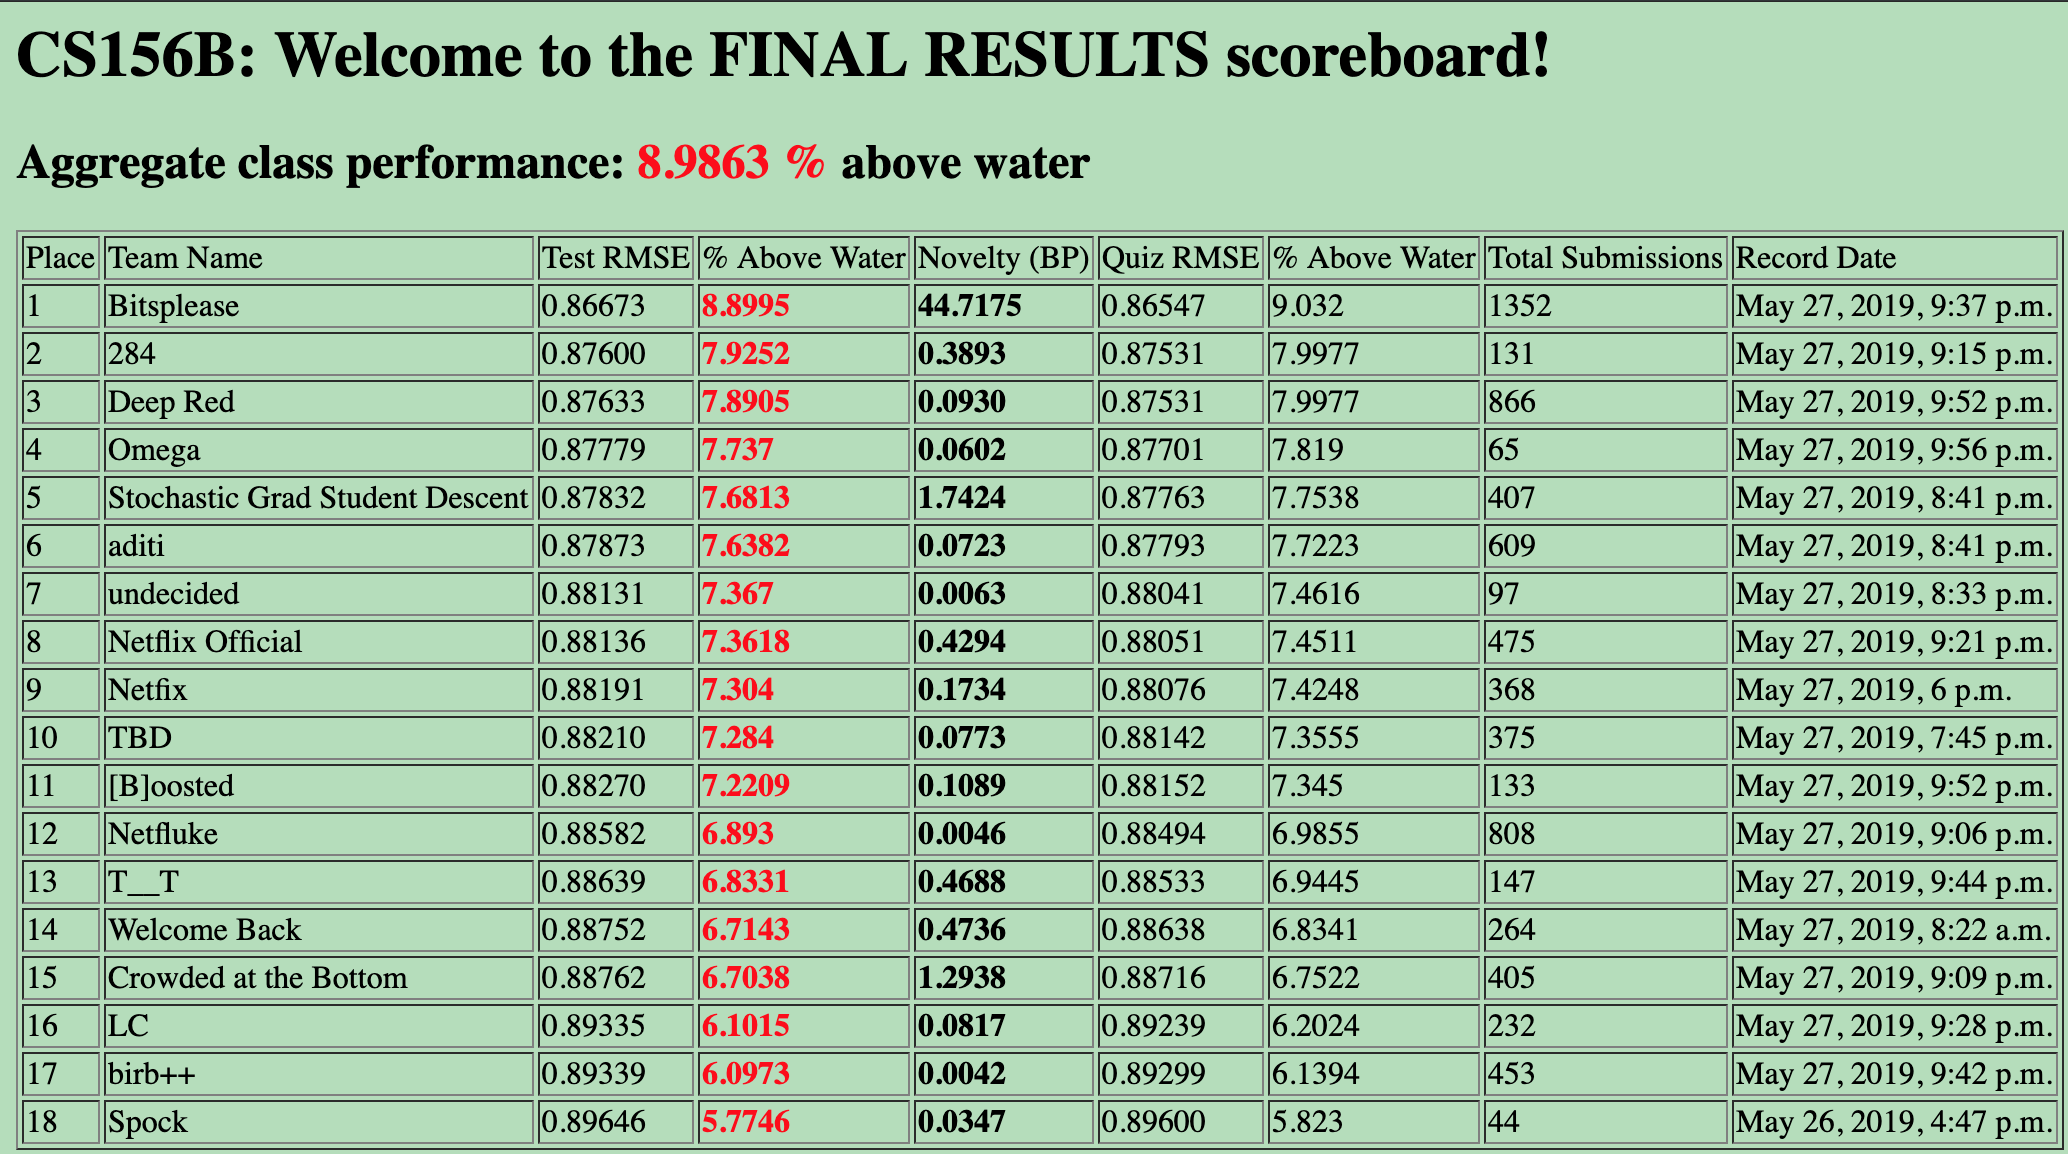 CS156B: Welcome to the FINAL RESULTS scoreboard!
Aggregate class performance: 8.9863 % above water
Place Team Name Test RMSE % Above Water Novelty (BP) Quiz RMSE % Above Water Total Submissions Record Date
1 Bitsplease 0.86673 8.8995 44.7175 0.86547 9.032 1352 May 27, 2019, 9:37 p.m.
2 284 0.87600 7.9252 0.3893 0.87531 7.9977 131 May 27, 2019, 9:15 p.m.
3 Deep Red 0.87633 7.8905 0.0930 0.87531 7.9977 866 May 27, 2019, 9:52 p.m.
4 Omega 0.87779 7.737 0.0602 0.87701 7.819 65 May 27, 2019, 9:56 p.m.
5 Stochastic Grad Student Descent 0.87832 7.6813 1.7424 0.87763 7.7538 407 May 27, 2019, 8:41 p.m.
6 aditi 0.87873 7.6382 0.0723 0.87793 7.7223 609 May 27, 2019, 8:41 p.m.
7 undecided 0.88131 7.367 0.0063 0.88041 7.4616 97 May 27, 2019, 8:33 p.m.
8 Netflix Official 0.88136 7.3618 0.4294 0.88051 7.4511 475 May 27, 2019, 9:21 p.m.
9 Netfix 0.88191 7.304 0.1734 0.88076 7.4248 368 May 27, 2019, 6 p.m.
10 TBD 0.88210 7.284 0.0773 0.88142 7.3555 375 May 27, 2019, 7:45 p.m.
11 [B]oosted 0.88270 7.2209 0.1089 0.88152 7.345 133 May 27, 2019, 9:52 p.m.
12 Netfluke 0.88582 6.893 0.0046 0.88494 6.9855 808 May 27, 2019, 9:06 p.m.
13 T__T 0.88639 6.8331 0.4688 0.88533 6.9445 147 May 27, 2019, 9:44 p.m.
14 Welcome Back 0.88752 6.7143 0.4736 0.88638 6.8341 264 May 27, 2019, 8:22 a.m.
15 Crowded at the Bottom 0.88762 6.7038 1.2938 0.88716 6.7522 405 May 27, 2019, 9:09 p.m.
16 LC 0.89335 6.1015 0.0817 0.89239 6.2024 232 May 27, 2019, 9:28 p.m.
17 birb++ 0.89339 6.0973 0.0042 0.89299 6.1394 453 May 27, 2019, 9:42 p.m.
18 Spock 0.89646 5.7746 0.0347 0.89600 5.823 44 May 26, 2019, 4:47 p.m.